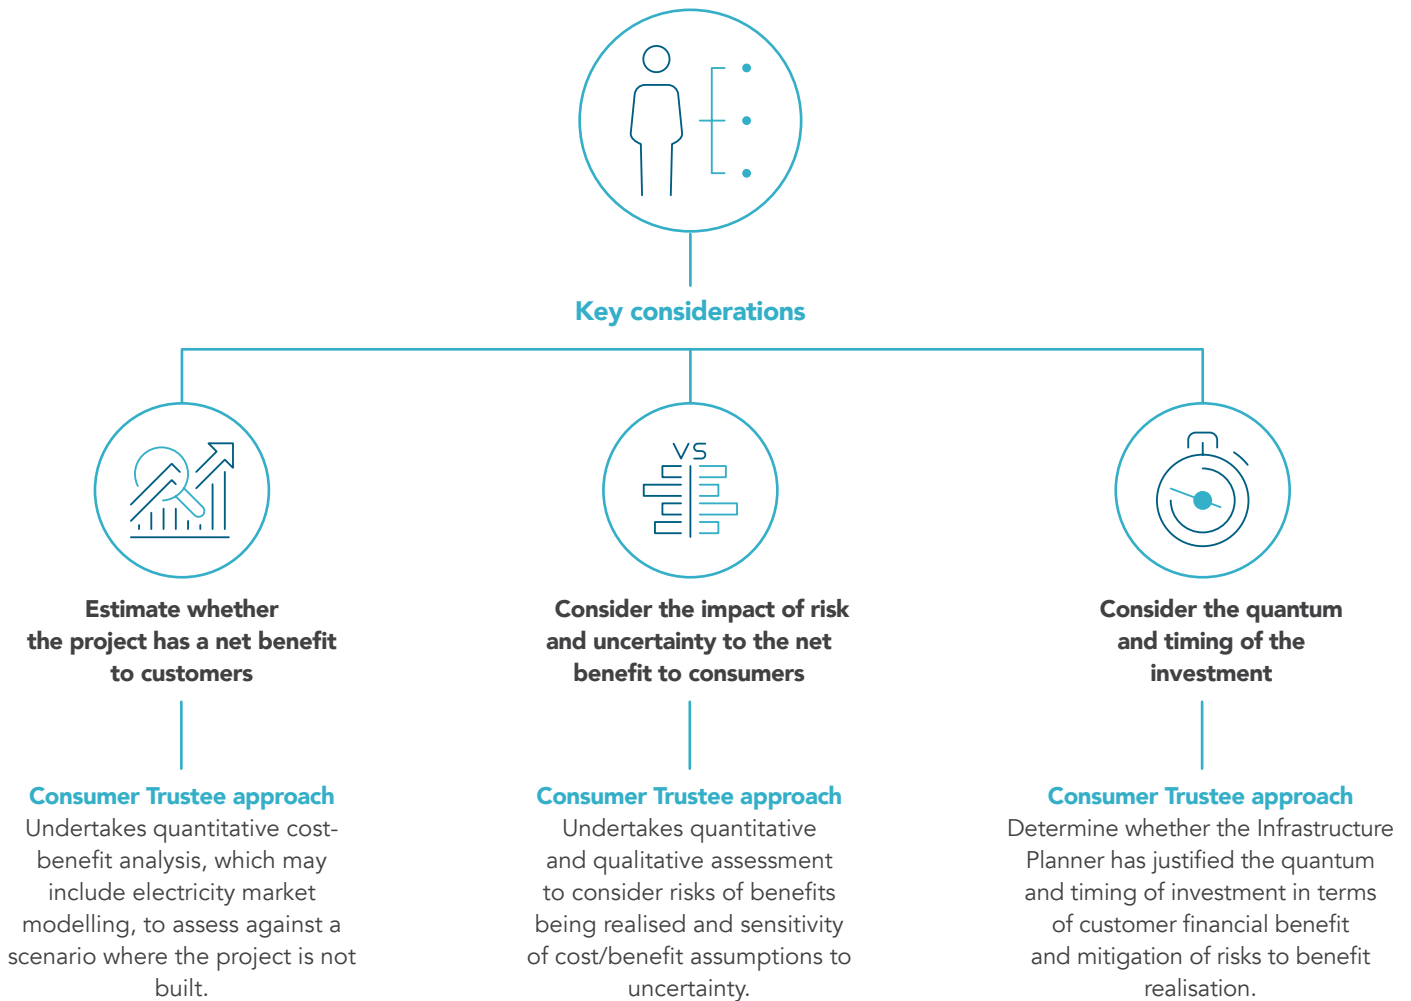 Key considerations
VS
Estimate whether
the project has a net benefit
to customers
Consumer Trustee approach
Undertakes quantitative cost-
benefit analysis, which may
include electricity market
modelling, to assess against a
scenario where the project is not
built.
Consider the impact of risk
and uncertainty to the net
benefit to consumers
Consumer Trustee approach
Undertakes quantitative
and qualitative assessment
to consider risks of benefits
being realised and sensitivity
of cost/benefit assumptions to
uncertainty.
Consider the quantum
and timing of the
investment
Consumer Trustee approach
Determine whether the Infrastructure
Planner has justified the quantum
and timing of investment in terms
of customer financial benefit
and mitigation of risks to benefit
realisation.